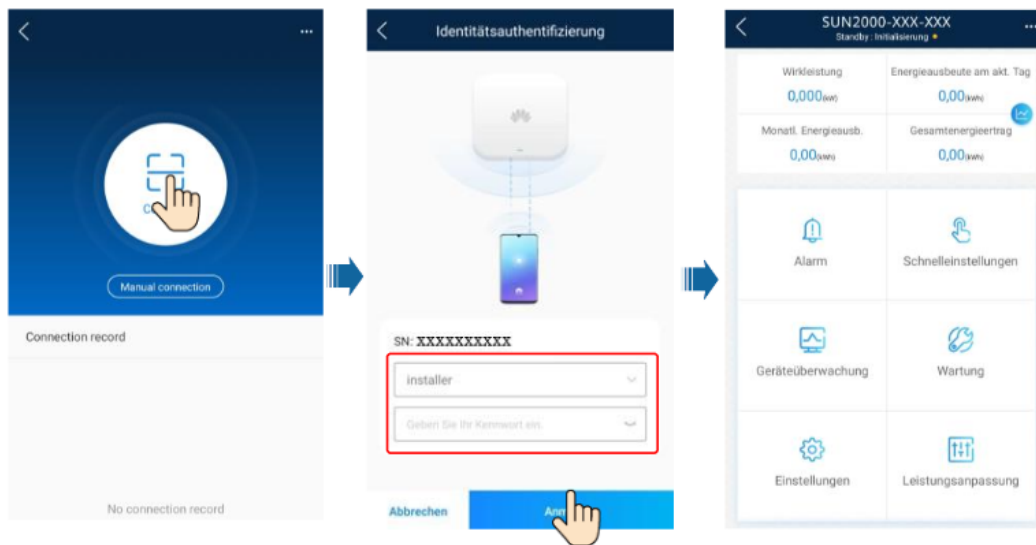 Manual connection
Connection record
No connection record
Identitätsauthentifizierung
SN: XXXXXXXXXX
installer
Geben Sie Ihr Kennwort ein.
Abbrechen
SUN2000-XXX-XXX
Standby: Initialisierung
Wirkleistung
0,000(kW)
Energieausbeute am akt. Tag
0,00(kWh)
Monatl. Energieausb.
0,00(kWh)
Gesamtenergieertrag
0,00(kWh)
Alarm
Schnelleinstellungen
Geräteüberwachung
Wartung
Einstellungen
Leistungsanpassung